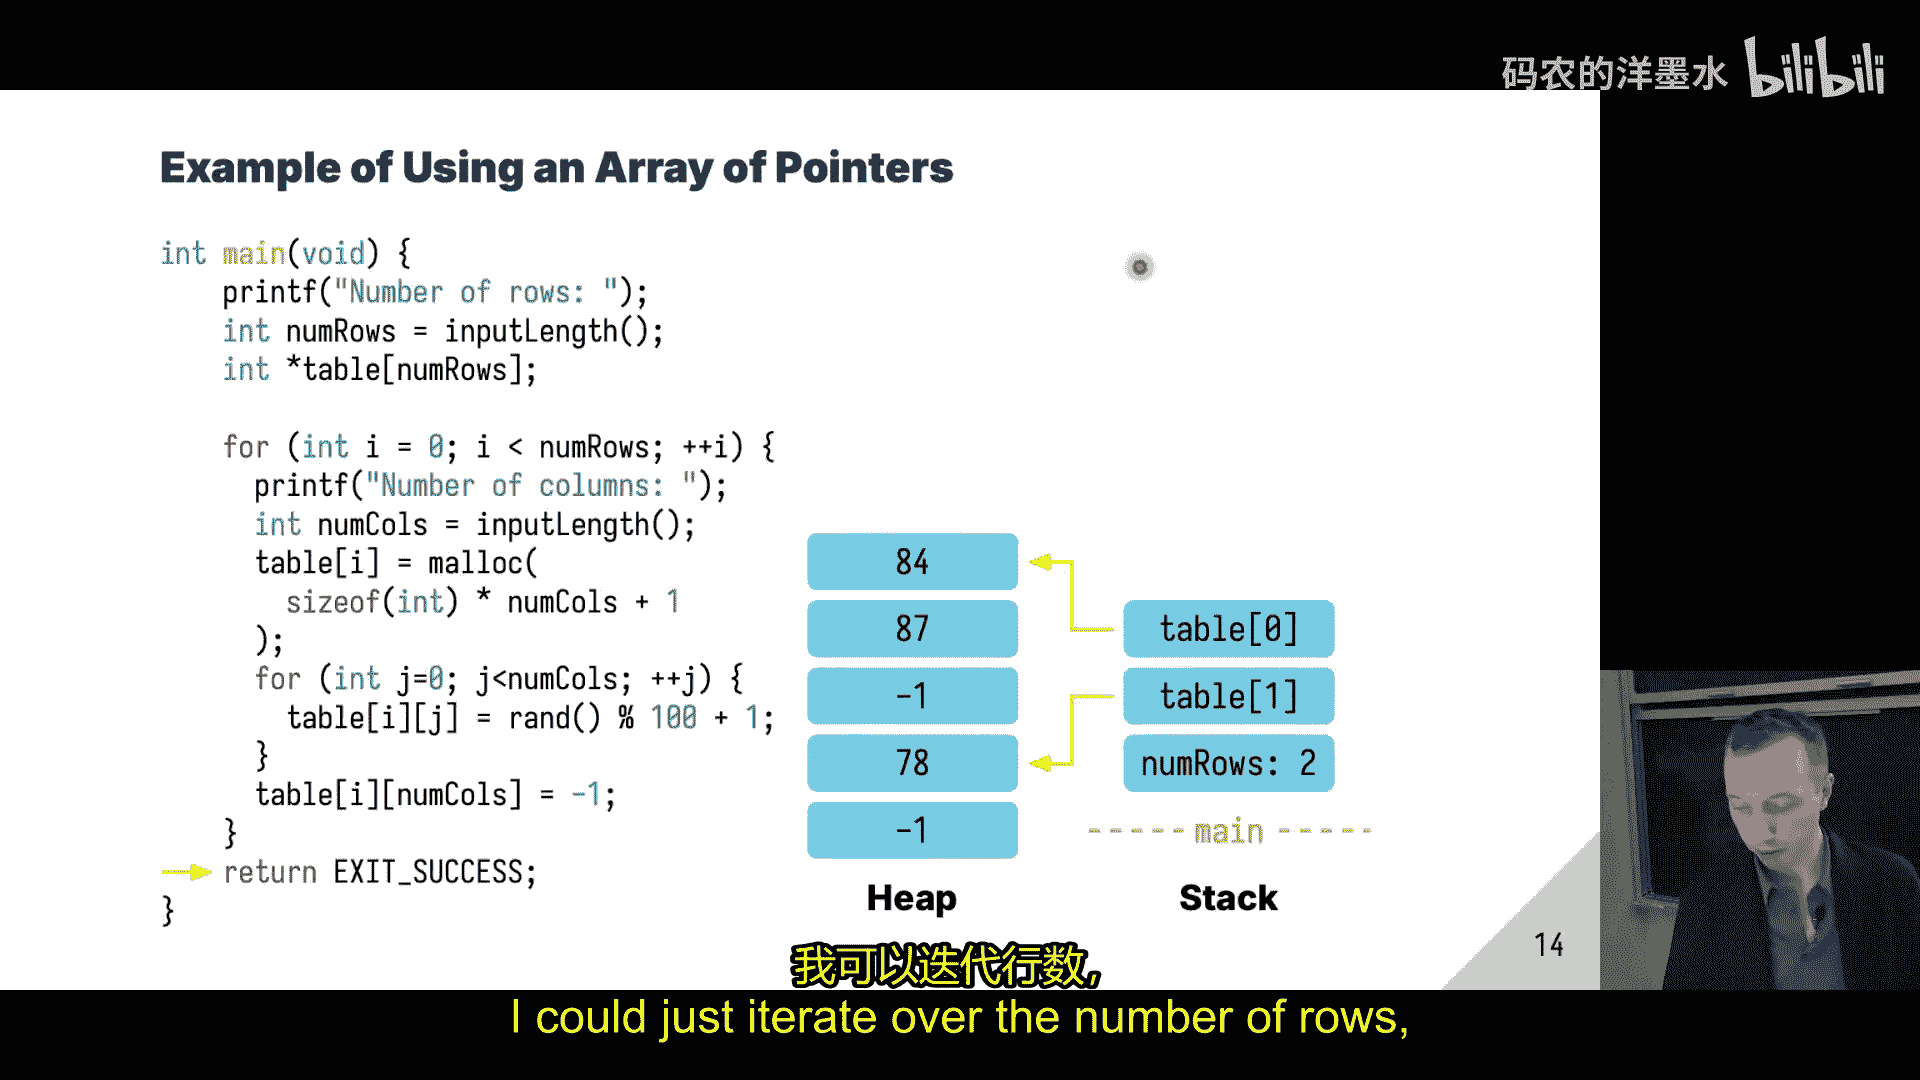 码农的洋墨水 bilibili
Example of Using an Array of Pointers
int main(void) {
printf("Number of rows: ");
int numRows = inputLength();
int *table[numRows];
for (int i = 0; i < numRows; ++i) {
printf("Number of columns: ");
int numCols = inputLength();
table[i] = malloc(
sizeof(int) * numCols + 1
);
for (int j=0; j<numCols; ++j) {
table[i][j] = rand() % 100 + 1;
}
table[i][numCols] = -1;
}
return EXIT_SUCCESS;
}
84
87
-1
78
-1
Heap
table[0]
table[1]
numRows: 2
-----main-----
Stack
14
我可以迭代行数,
I could just iterate over the number of rows,